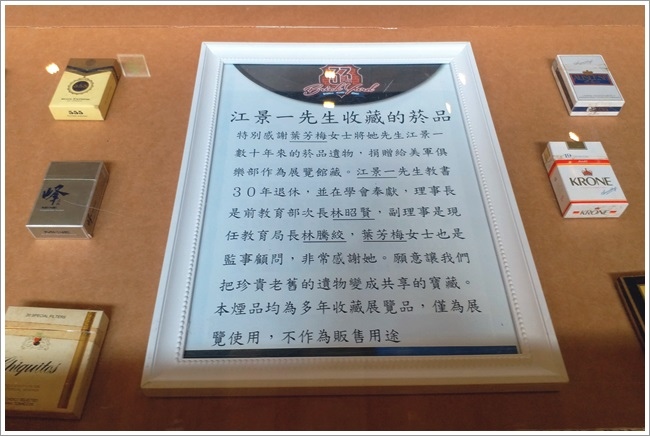 33
江景一先生收藏的菸品
特別感謝葉芳梅女士將她先生江景一
數十年來的菸品遺物，捐贈給美軍俱
樂部作為展覽館藏。江景一先生教書
30年退休，並在學會奉獻，理事長
是前教育部次長林昭賢，副理事是現
任教育局長林騰絞，葉芳梅女士也是
監事顧問，非常感謝她。願意讓我們
把珍貴老舊的遺物變成共享的寶藏。
本煙品均為多年收藏展覽品，僅為展
覽使用，不作為販售用途
555
峰
KRONE
KRONE